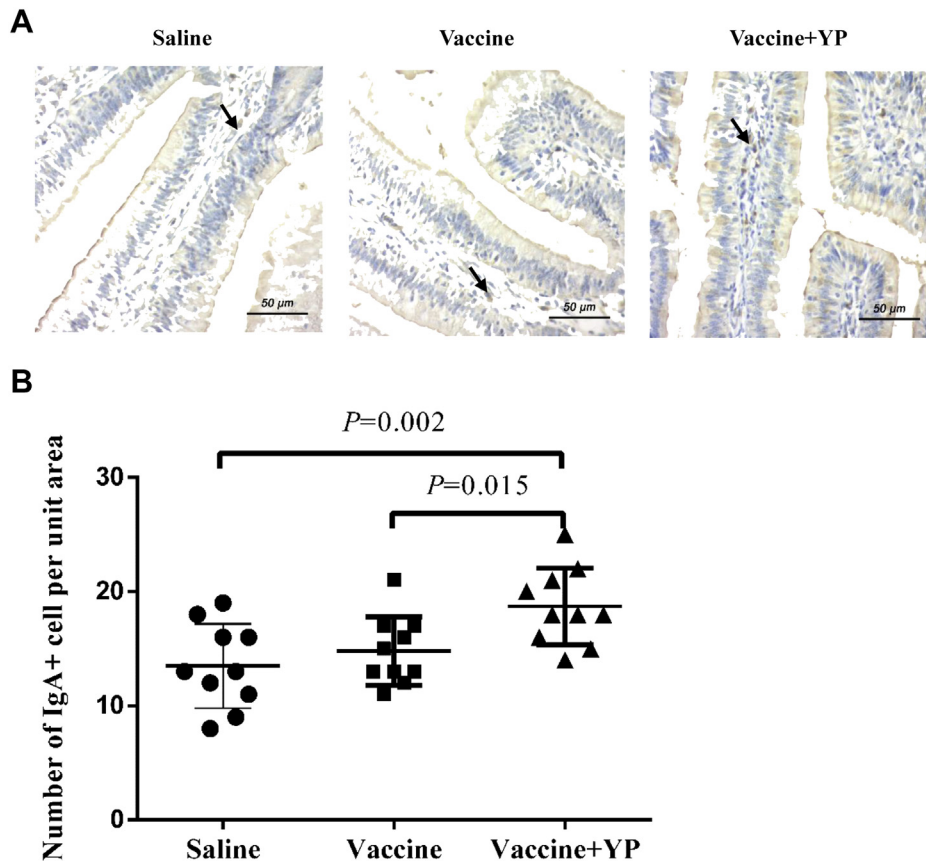 A
Saline
Vaccine
Vaccine+YP
50 µm
50 µm
50 µm
B
P=0.002
P=0.015
Number of IgA+ cell per unit area
30
20
10
0
Saline
Vaccine
Vaccine+YP